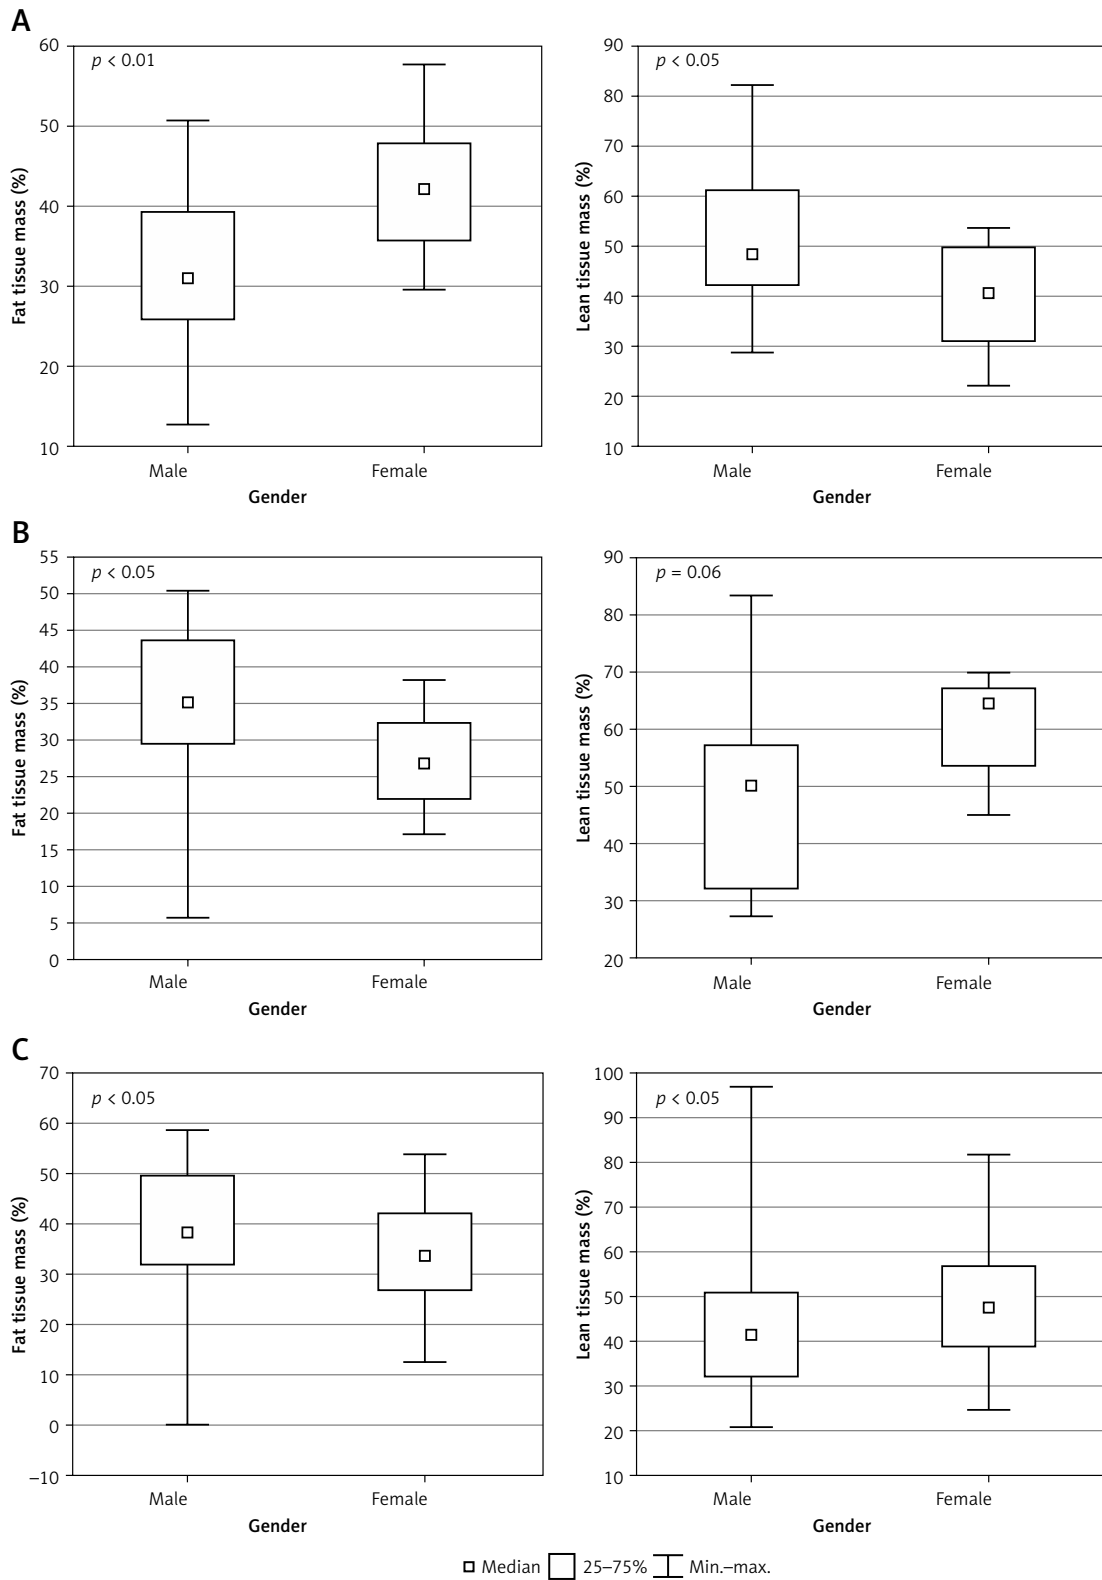 A
60
50
40
30
20
10
Fat tissue mass (%)
p < 0.01
Male
Female
Gender
90
80
70
60
50
40
30
20
10
Lean tissue mass (%)
p < 0.05
Male
Female
Gender
B
55
50
45
40
35
30
25
20
15
10
5
0
Fat tissue mass (%)
p < 0.05
Male
Female
Gender
90
80
70
60
50
40
30
20
Lean tissue mass (%)
p = 0.06
Male
Female
Gender
C
70
60
50
40
30
20
10
0
–10
Fat tissue mass (%)
p < 0.05
Male
Female
Gender
100
90
80
70
60
50
40
30
20
10
Lean tissue mass (%)
p < 0.05
Male
Female
Gender
Median 25–75% Min.–max.